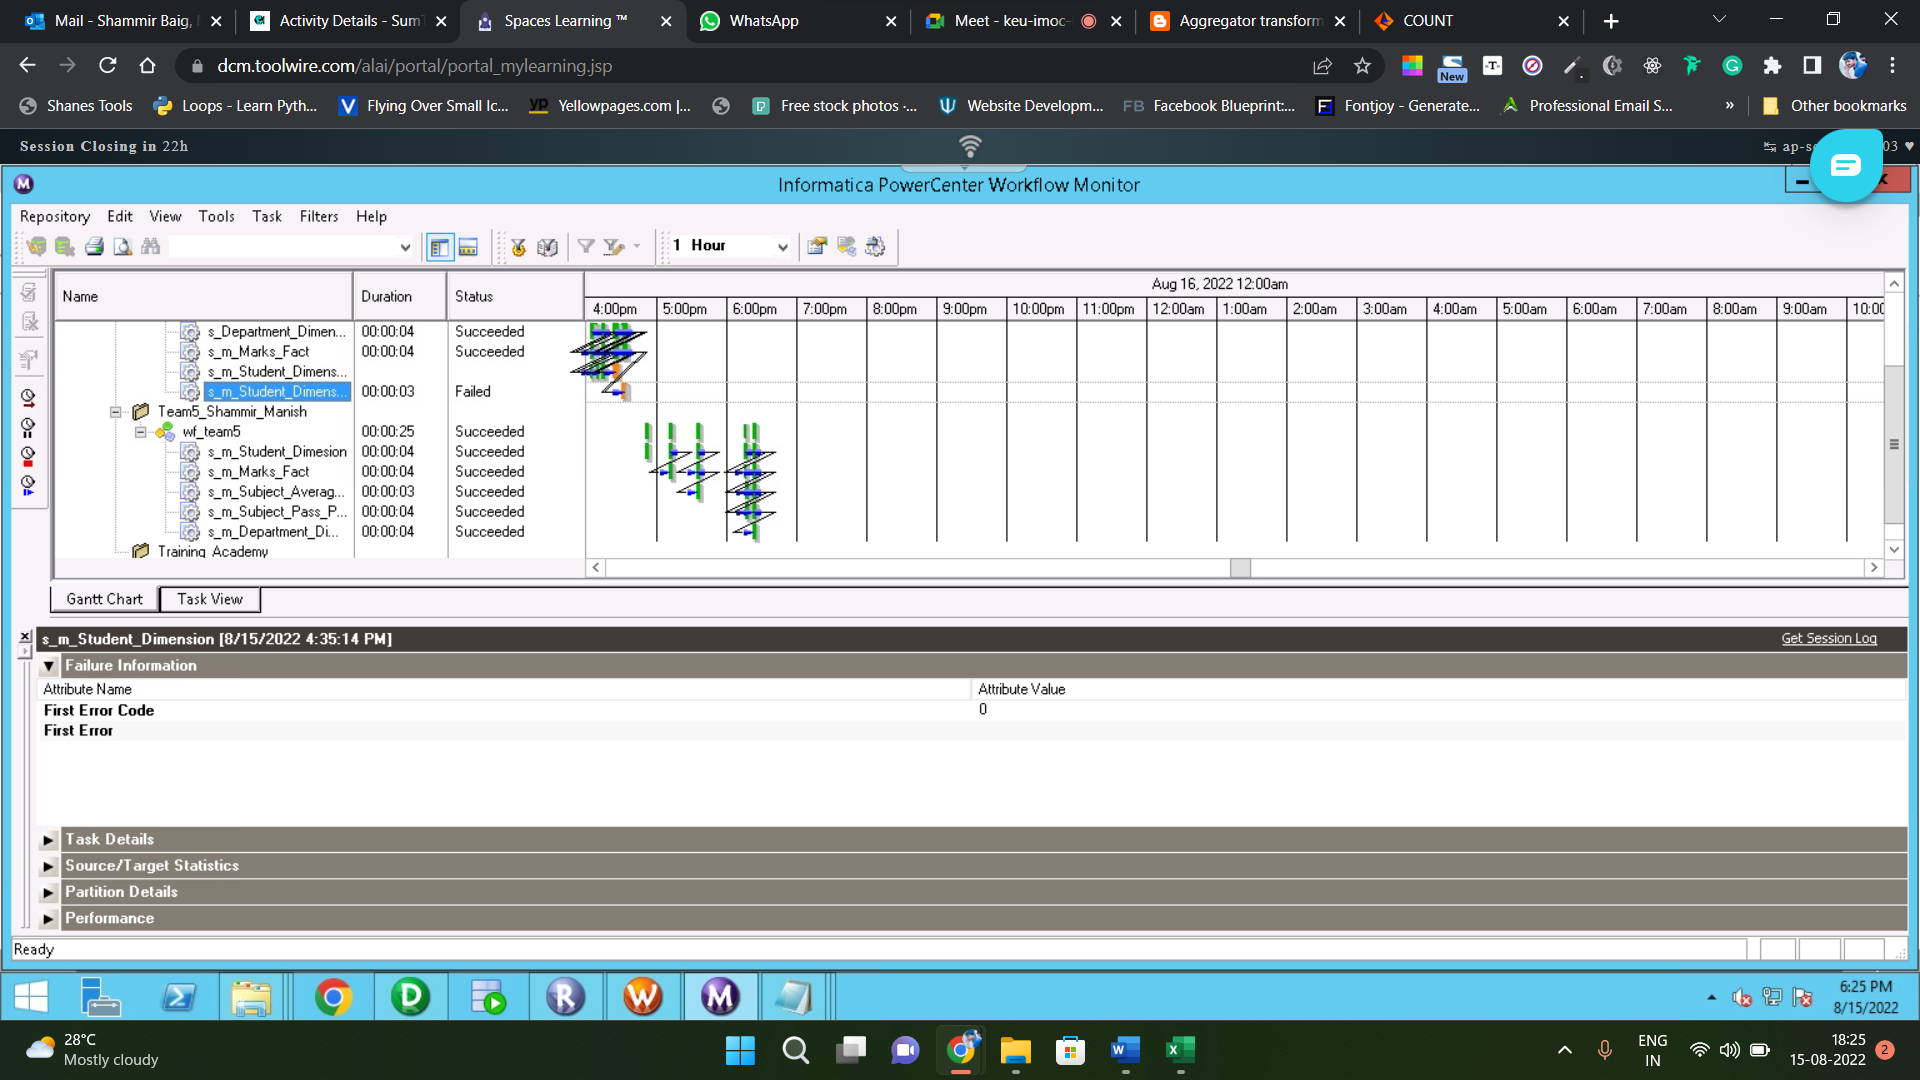 Mail - Shammir Baig,
Activity Details - Sum
Spaces Learning ™
WhatsApp
Meet - keu-imoc-
Aggregator transform
COUNT
dcm.toolwire.com/alai/portal/portal_mylearning.jsp
New
Shanes Tools
Loops - Learn Pyth...
Flying Over Small Ic...
Yellowpages.com |...
Free stock photos ·...
Website Developm...
FB Facebook Blueprint:...
Fontjoy - Generate...
Professional Email S...
»
Other bookmarks
Session Closing in 22h
03 ♥
Informatica PowerCenter Workflow Monitor
Repository Edit View Tools Task Filters Help
1 Hour
Name Duration Status
Aug 16, 2022 12:00am
4:00pm 5:00pm 6:00pm 7:00pm 8:00pm 9:00pm 10:00pm 11:00pm 12:00am 1:00am 2:00am 3:00am 4:00am 5:00am 6:00am 7:00am 8:00am 9:00am 10:00
s_Department_Dimen... 00:00:04 Succeeded
s_m_Marks_Fact 00:00:04 Succeeded
s_m_Student_Dimens...
s_m_Student_Dimens... 00:00:03 Failed
Team5_Shammir_Manish
wf_team5 00:00:25 Succeeded
s_m_Student_Dimesion 00:00:04 Succeeded
s_m_Marks_Fact 00:00:04 Succeeded
s_m_Subject_Averag... 00:00:03 Succeeded
s_m_Subject_Pass_P... 00:00:04 Succeeded
s_m_Department_Di... 00:00:04 Succeeded
Training_Academy
Gantt Chart Task View
s_m_Student_Dimension [8/15/2022 4:35:14 PM]
Get Session Log
Failure Information
Attribute Name Attribute Value
First Error Code 0
First Error
Task Details
Source/Target Statistics
Partition Details
Performance
Ready
6:25 PM
8/15/2022
28°C
Mostly cloudy
ENG
IN
18:25
15-08-2022
2